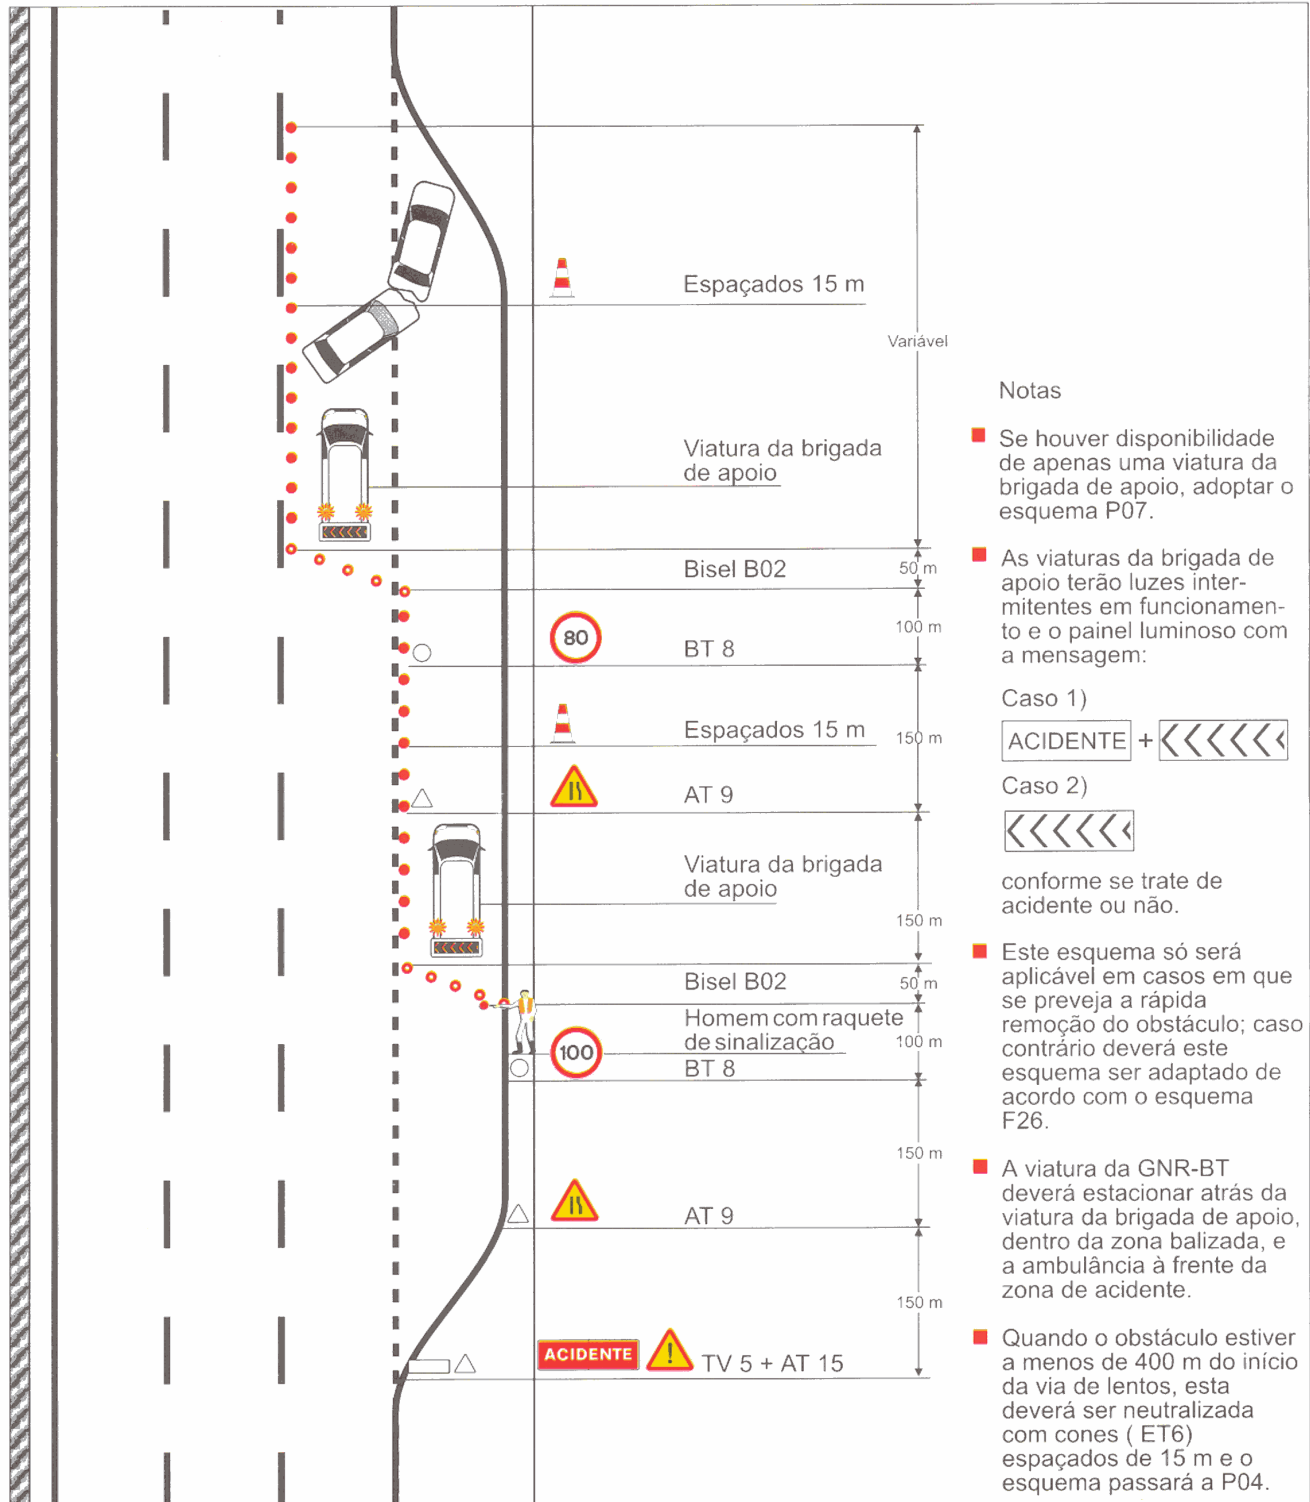 Espaçados 15 m
Variável
Viatura da brigada
de apoio
Bisel B02
50 m
100 m
80
BT 8
Espaçados 15 m
150 m
AT 9
Viatura da brigada
de apoio
150 m
Bisel B02
50 m
Homem com raquete
de sinalização
100 m
100
BT 8
150 m
AT 9
150 m
ACIDENTE
!
TV 5 + AT 15
Notas
Se houver disponibilidade
de apenas uma viatura da
brigada de apoio, adoptar o
esquema P07.
As viaturas da brigada de
apoio terão luzes inter-
mitentes em funcionamen-
to e o painel luminoso com
a mensagem:
Caso 1)
ACIDENTE +
Caso 2)
conforme se trate de
acidente ou não.
Este esquema só será
aplicável em casos em que
se preveja a rápida
remoção do obstáculo; caso
contrário deverá este
esquema ser adaptado de
acordo com o esquema
F26.
A viatura da GNR-BT
deverá estacionar atrás da
viatura da brigada de apoio,
dentro da zona balizada, e
a ambulância à frente da
zona de acidente.
Quando o obstáculo estiver
a menos de 400 m do início
da via de lentos, esta
deverá ser neutralizada
com cones ( ET6)
espaçados de 15 m e o
esquema passará a P04.